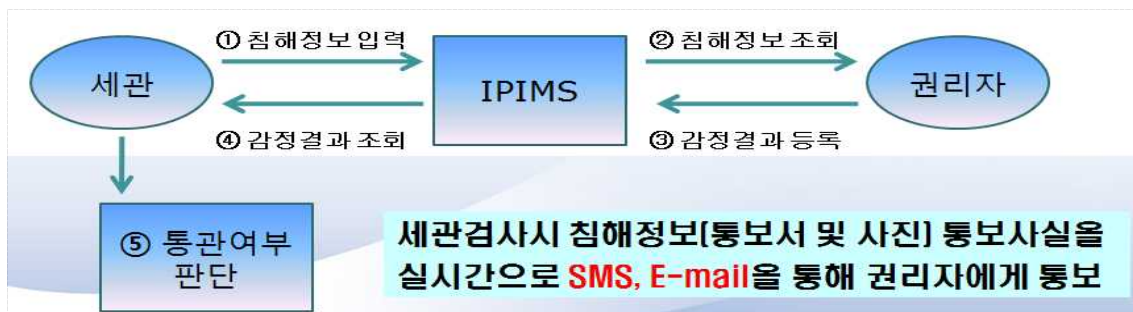 ① 침해정보 입력
② 침해정보 조회
세관
IPIMS
권리자
④ 감정결과 조회
③ 감정결과 등록
⑤ 통관여부
판단
세관검사시 침해정보(통보서 및 사진) 통보사실을
실시간으로 SMS, E-mail을 통해 권리자에게 통보